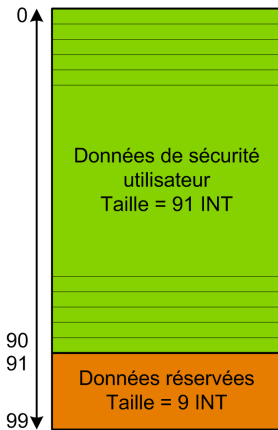 0
Données de sécurité
utilisateur
Taille = 91 INT
90
91
Données réservées
Taille = 9 INT
99